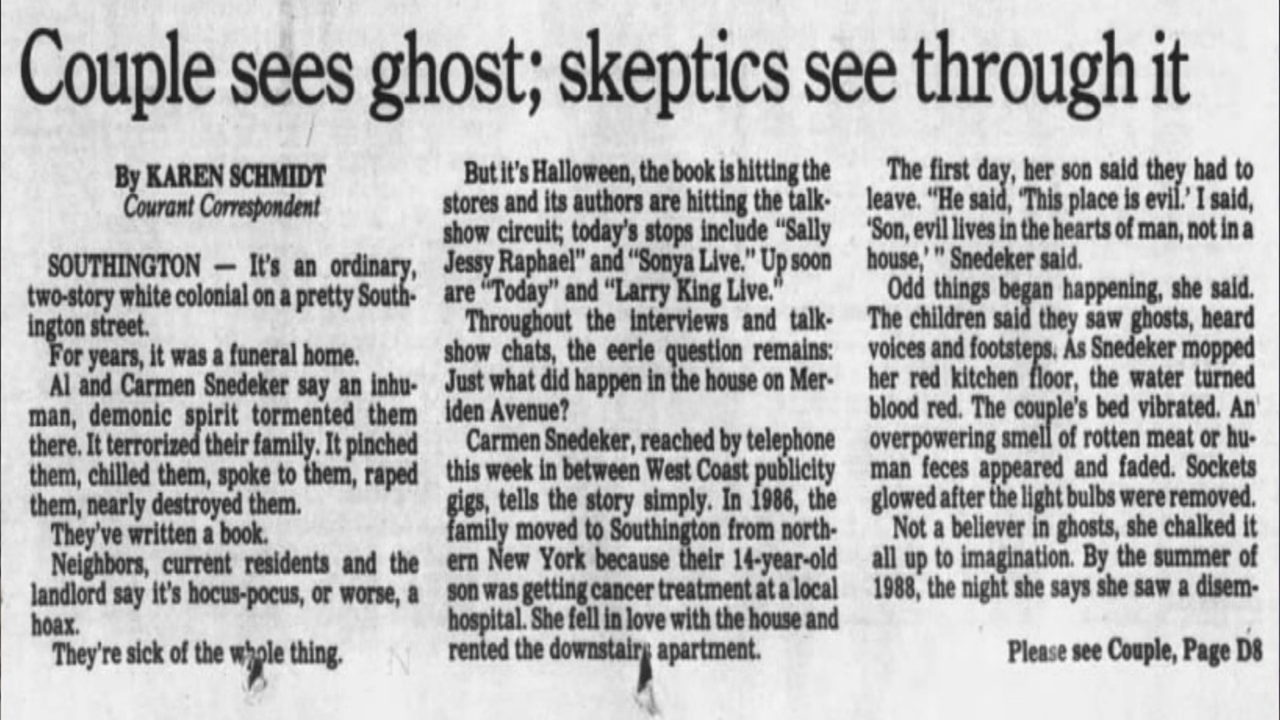 Couple sees ghost; skeptics see through it
By KAREN SCHMIDT
Courant Correspondent
SOUTHINGTON — It's an ordinary,
two-story white colonial on a pretty South-
ington street.
For years, it was a funeral home.
Al and Carmen Snedeker say an inhu-
man, demonic spirit tormented them
there. It terrorized their family. It pinched
them, chilled them, spoke to them, raped
them, nearly destroyed them.
They've written a book.
Neighbors, current residents and the
landlord say it's hocus-pocus, or worse, a
hoax.
They're sick of the whole thing.
But it's Halloween, the book is hitting the
stores and its authors are hitting the talk-
show circuit; today's stops include "Sally
Jessy Raphael" and "Sonya Live." Up soon
are "Today" and "Larry King Live."
Throughout the interviews and talk-
show chats, the eerie question remains:
Just what did happen in the house on Mer-
iden Avenue?
Carmen Snedeker, reached by telephone
this week in between West Coast publicity
gigs, tells the story simply. In 1986, the
family moved to Southington from north-
ern New York because their 14-year-old
son was getting cancer treatment at a local
hospital. She fell in love with the house and
rented the downstairs apartment.
The first day, her son said they had to
leave. "He said, 'This place is evil.' I said,
'Son, evil lives in the hearts of man, not in a
house,' " Snedeker said.
Odd things began happening, she said.
The children said they saw ghosts, heard
voices and footsteps. As Snedeker mopped
her red kitchen floor, the water turned
blood red. The couple's bed vibrated. An
overpowering smell of rotten meat or hu-
man feces appeared and faded. Sockets
glowed after the light bulbs were removed.
Not a believer in ghosts, she chalked it
all up to imagination. By the summer of
1988, the night she says she saw a disem-
Please see Couple, Page D8